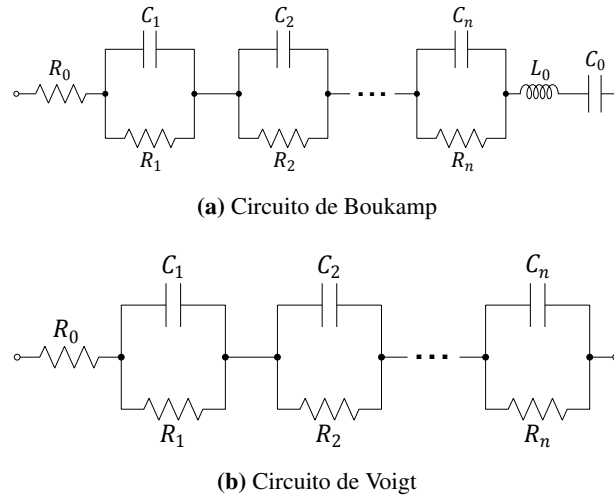 C₁ C₂ Cₙ
R₀ L₀ C₀
R₁ R₂ Rₙ
(a) Circuito de Boukamp
C₁ C₂ Cₙ
R₀
R₁ R₂ Rₙ
(b) Circuito de Voigt